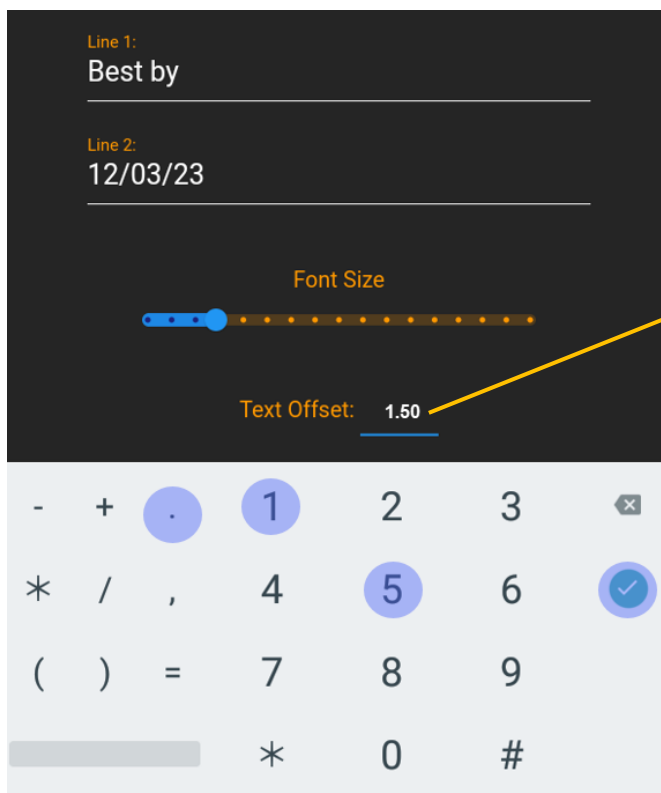 Line 1:
Best by
Line 2:
12/03/23
Font Size
Text Offset: 1.50
- + . 1 2 3
* / , 4 5 6
( ) = 7 8 9
* 0 #